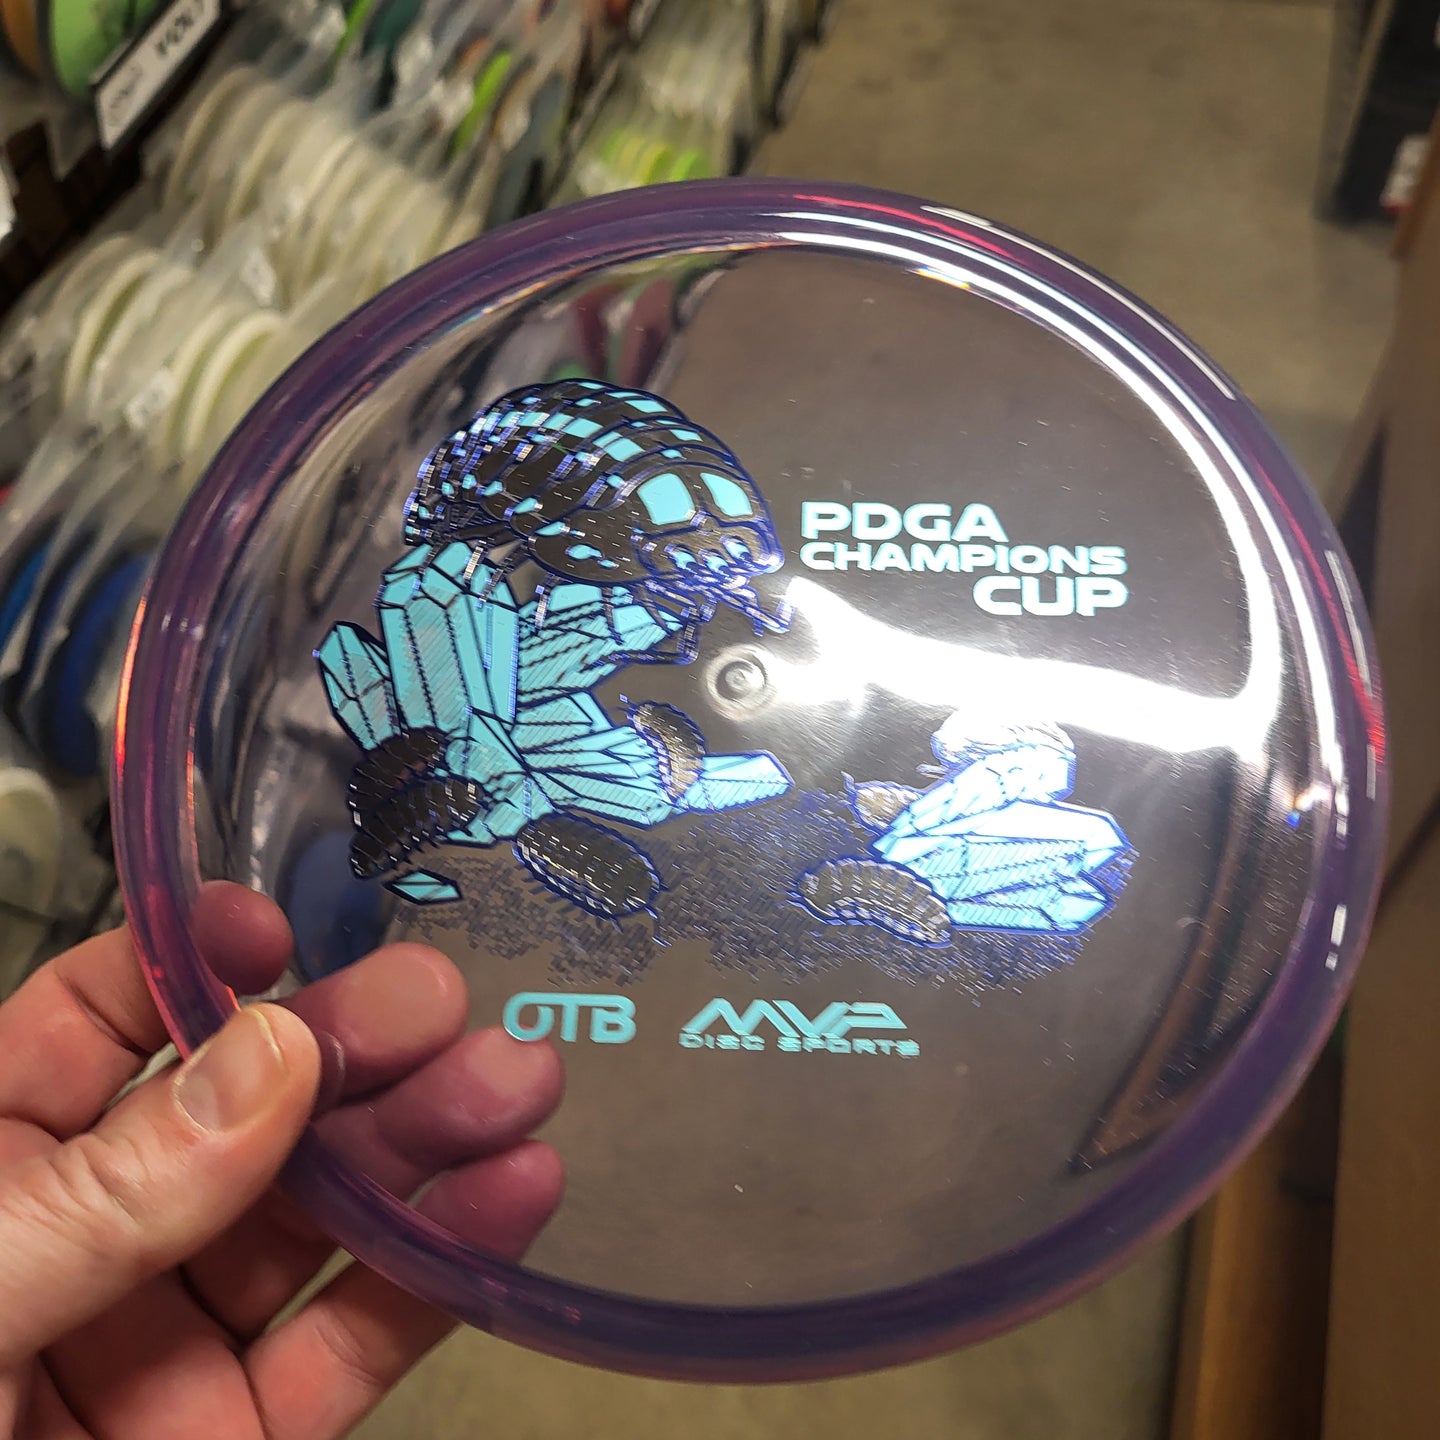 PDGA
CHAMPIONS
CUP
OTB
MVP
DISC SPORTS